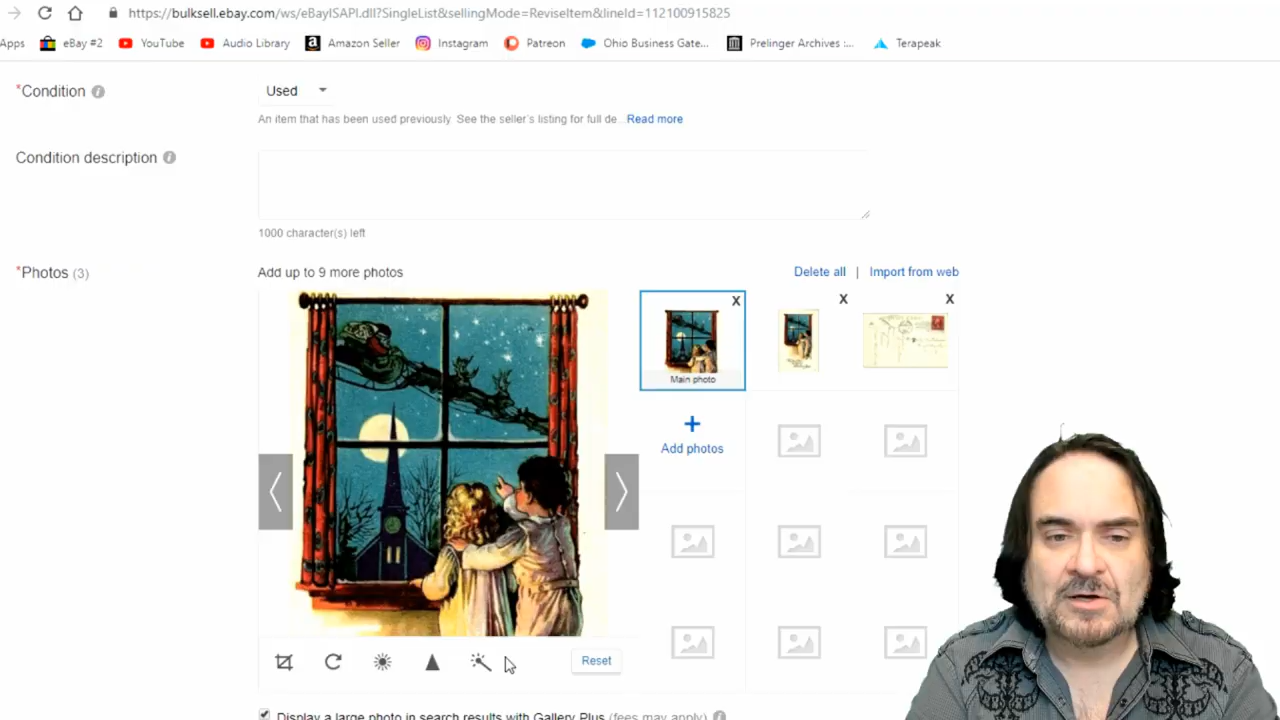 https://bulksell.ebay.com/ws/eBayISAPI.dll?SingleList&sellingMode=ReviseItem&lineId=112100915825
Apps eBay #2 YouTube Audio Library Amazon Seller Instagram Patreon Ohio Business Gate... Prelinger Archives :... Terapeak
*Condition Used
An item that has been used previously. See the seller's listing for full de... Read more
Condition description
1000 character(s) left
*Photos (3) Add up to 9 more photos Delete all | Import from web
X X X
Main photo
+
Add photos
Reset
Display a large photo in search results with Gallery Plus (fees may apply)